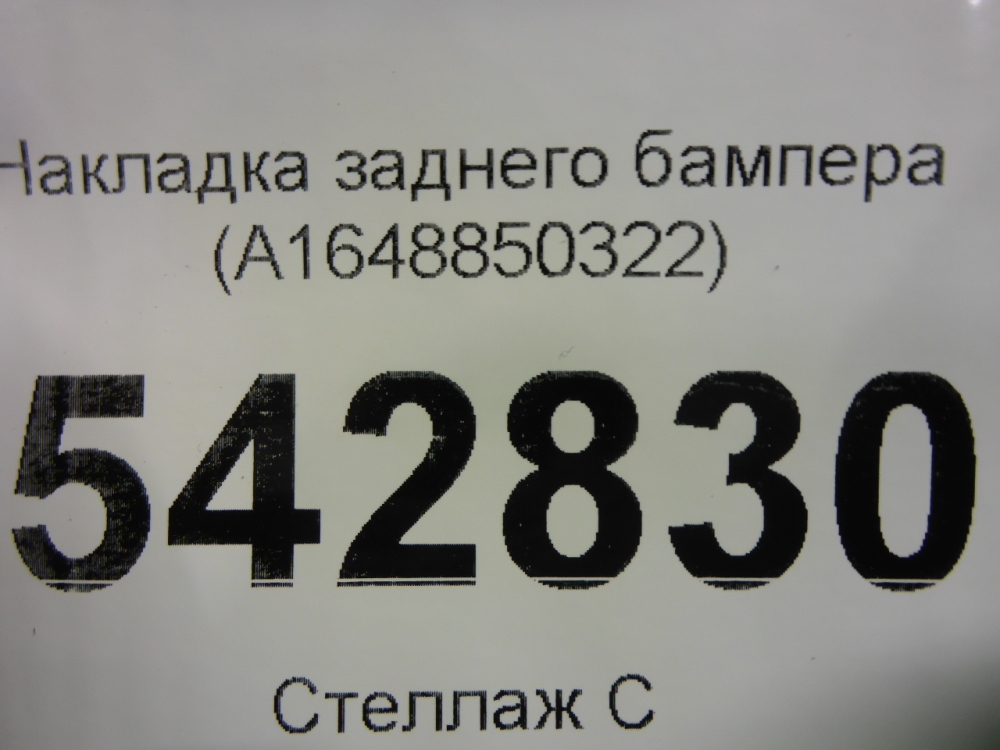 Накладка заднего бампера
(A1648850322)
542830
Стеллаж С